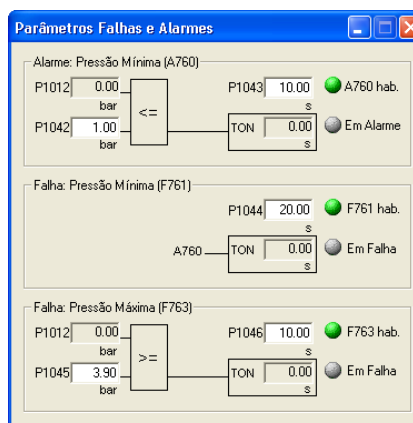 Parâmetros Falhas e Alarmes
Alarme: Pressão Mínima (A760)
P1012 0.00 P1043 10.00 A760 hab.
bar <= s
P1042 1.00 TON 0.00 Em Alarme
bar s
Falha: Pressão Mínima (F761)
P1044 20.00 F761 hab.
s
A760 TON 0.00 Em Falha
s
Falha: Pressão Máxima (F763)
P1012 0.00 P1046 10.00 F763 hab.
bar >= s
P1045 3.90 TON 0.00 Em Falha
bar s